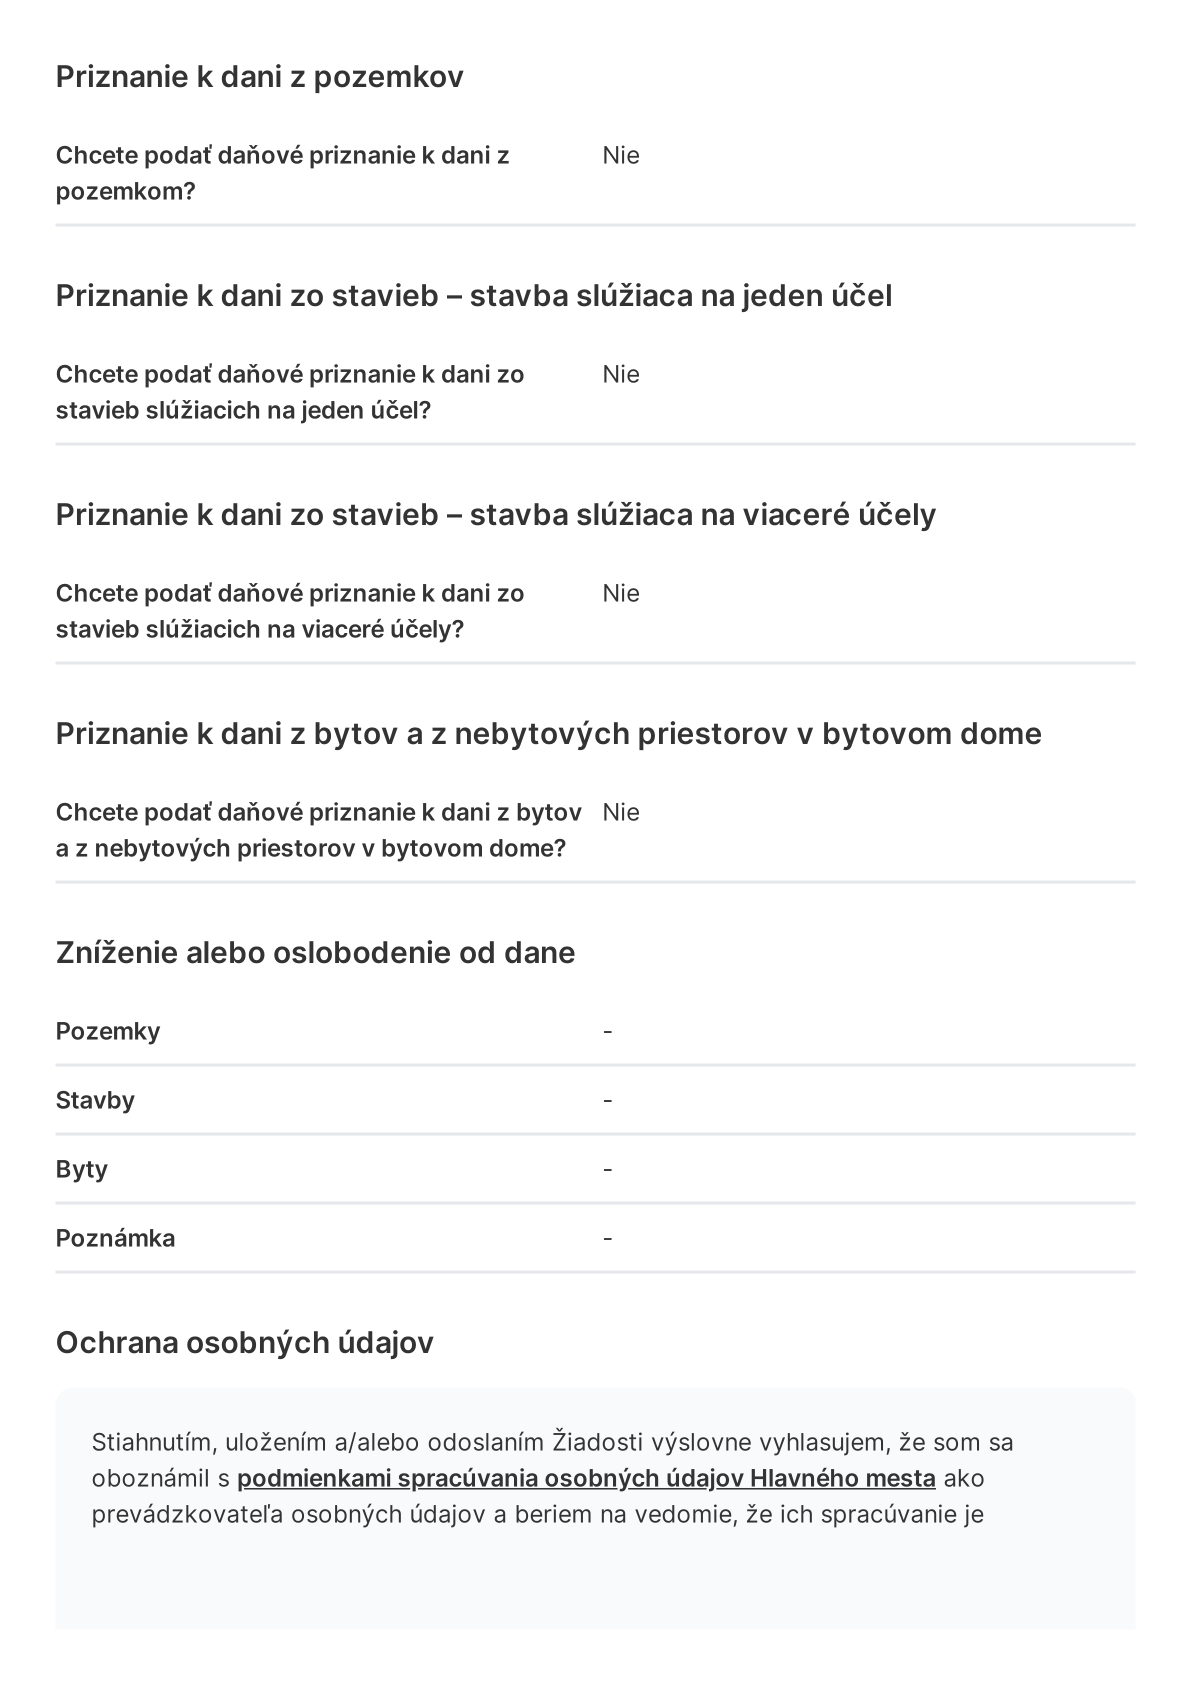 Priznanie k dani z pozemkov
Chcete podať daňové priznanie k dani z Nie
pozemkom?
Priznanie k dani zo stavieb – stavba slúžiaca na jeden účel
Chcete podať daňové priznanie k dani zo Nie
stavieb slúžiacich na jeden účel?
Priznanie k dani zo stavieb – stavba slúžiaca na viaceré účely
Chcete podať daňové priznanie k dani zo Nie
stavieb slúžiacich na viaceré účely?
Priznanie k dani z bytov a z nebytových priestorov v bytovom dome
Chcete podať daňové priznanie k dani z bytov Nie
a z nebytových priestorov v bytovom dome?
Zníženie alebo oslobodenie od dane
Pozemky -
Stavby -
Byty -
Poznámka -
Ochrana osobných údajov
Stiahnutím, uložením a/alebo odoslaním Žiadosti výslovne vyhlasujem, že som sa
oboznámil s podmienkami spracúvania osobných údajov Hlavného mesta ako
prevádzkovateľa osobných údajov a beriem na vedomie, že ich spracúvanie je